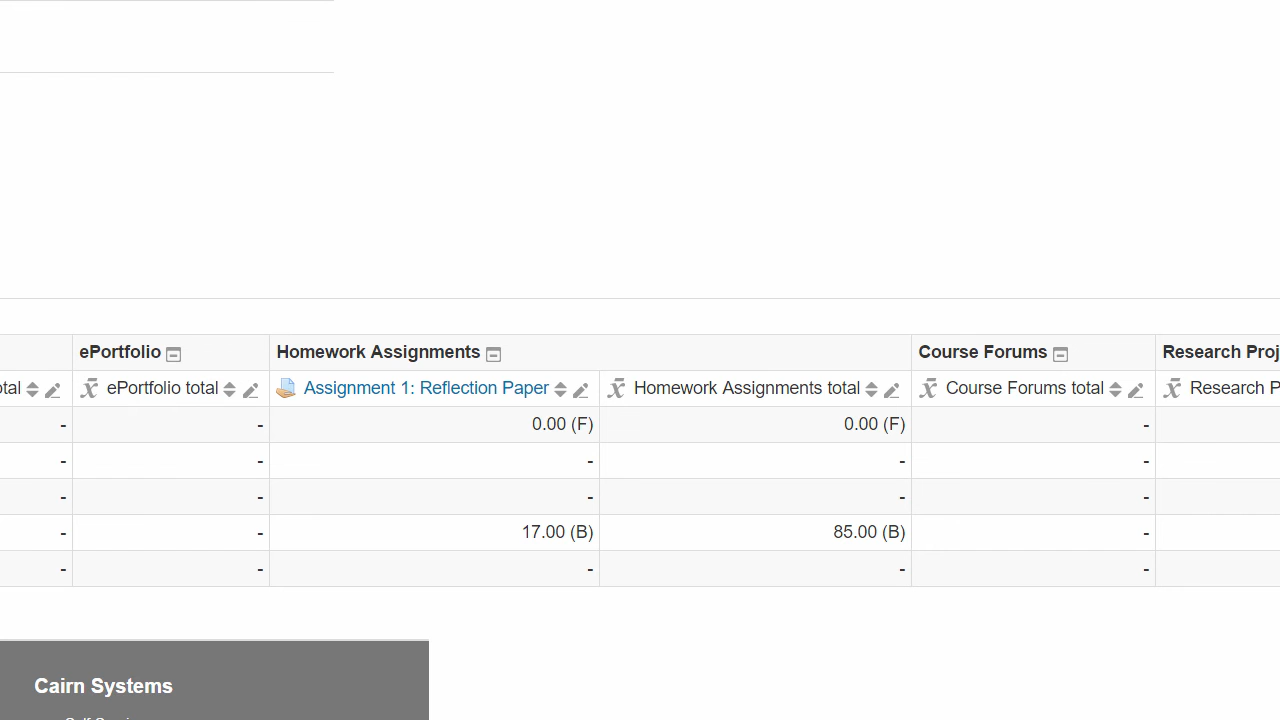 ePortfolio Homework Assignments Course Forums Research Proj
otal x̄ ePortfolio total Assignment 1: Reflection Paper x̄ Homework Assignments total x̄ Course Forums total x̄ Research P
- - 0.00 (F) 0.00 (F) -
- - - - -
- - - - -
- - 17.00 (B) 85.00 (B) -
- - - - -
Cairn Systems